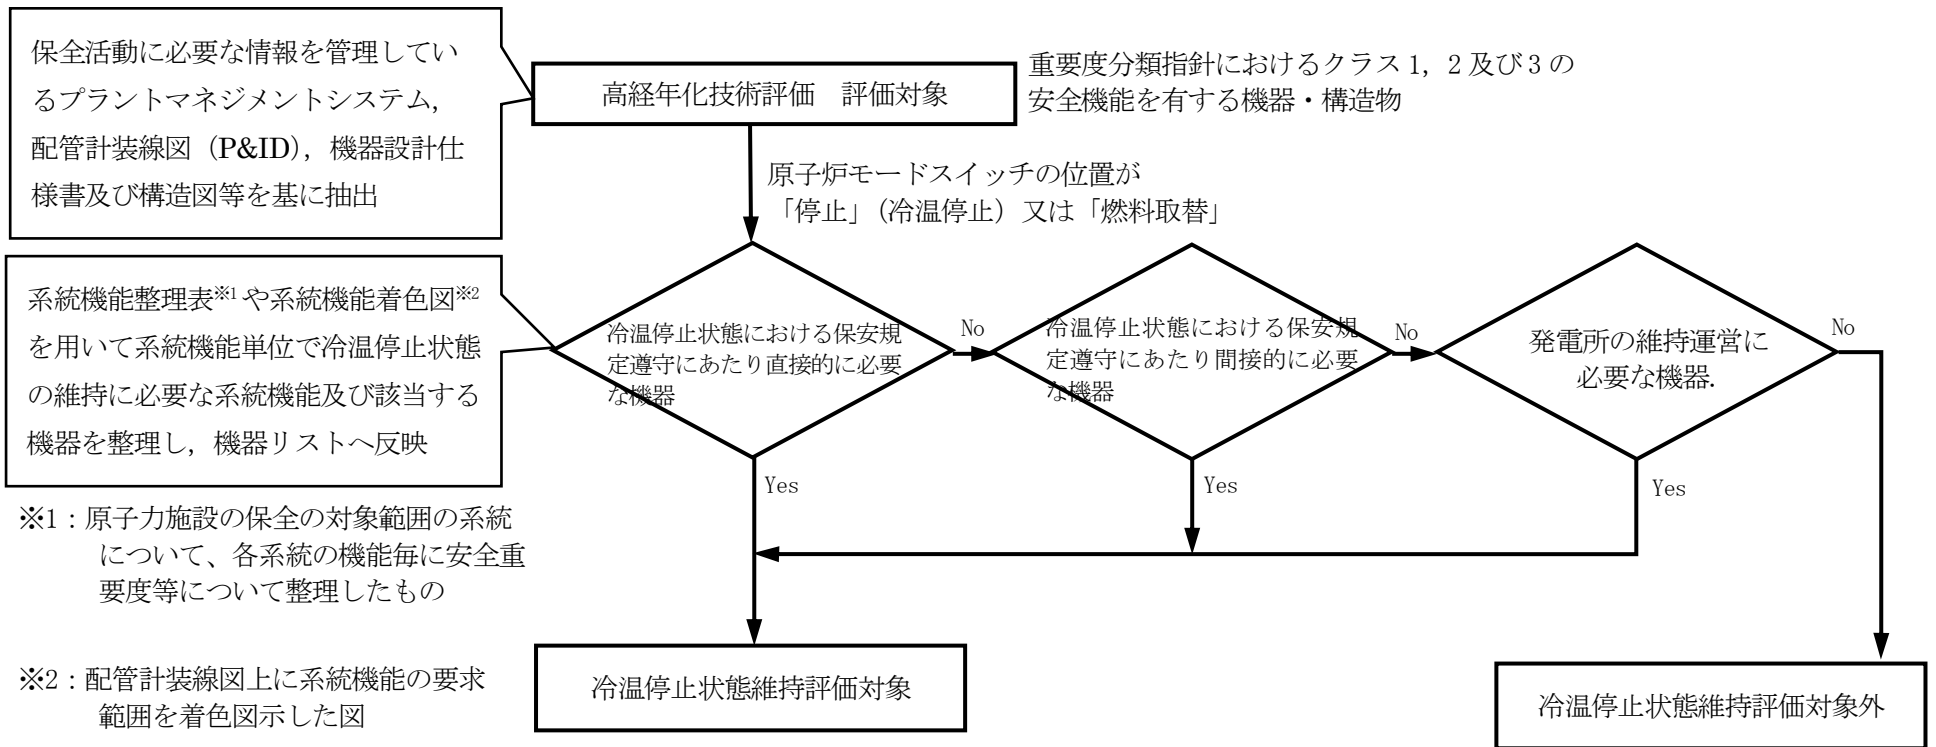 保全活動に必要な情報を管理してい
るプラントマネジメントシステム，
配管計装線図（P&ID），機器設計仕
様書及び構造図等を基に抽出
高経年化技術評価　評価対象
重要度分類指針におけるクラス 1，2 及び 3 の
安全機能を有する機器・構造物
原子炉モードスイッチの位置が
「停止」（冷温停止）又は「燃料取替」
系統機能整理表※1 や系統機能着色図※2
を用いて系統機能単位で冷温停止状態
の維持に必要な系統機能及び該当する
機器を整理し，機器リストへ反映
冷温停止状態における保安規
定遵守にあたり直接的に必要
な機器
No
冷温停止状態における保安規
定遵守にあたり間接的に必要
な機器
No
発電所の維持運営に
必要な機器.
No
Yes
Yes
Yes
※1：原子力施設の保全の対象範囲の系統
について、各系統の機能毎に安全重
要度等について整理したもの
※2：配管計装線図上に系統機能の要求
範囲を着色図示した図
冷温停止状態維持評価対象
冷温停止状態維持評価対象外